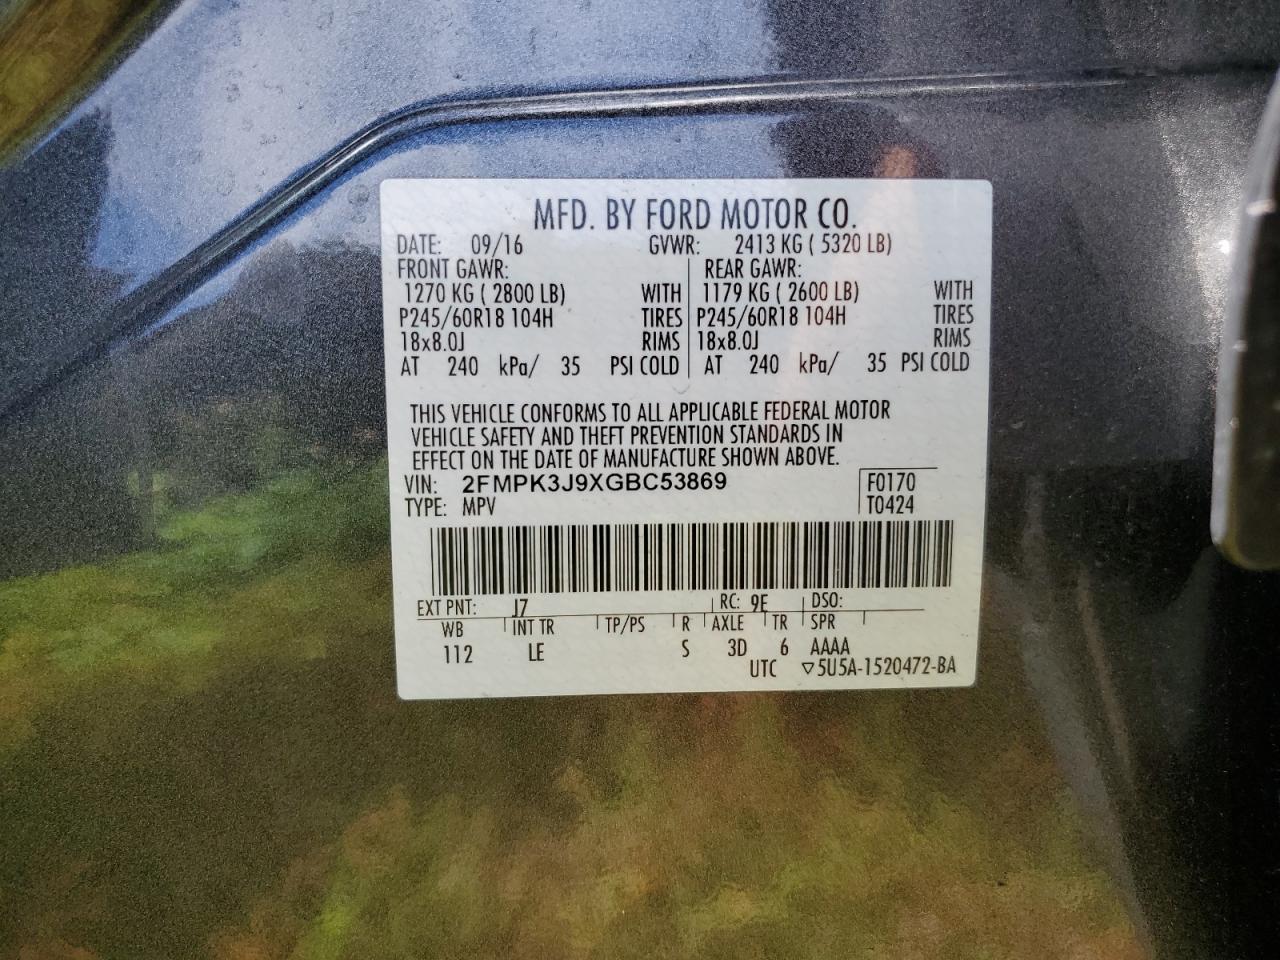 MFD. BY FORD MOTOR CO.
DATE: 09/16 GVWR: 2413 KG ( 5320 LB)
FRONT GAWR: REAR GAWR:
1270 KG ( 2800 LB) WITH 1179 KG ( 2600 LB) WITH
P245/60R18 104H TIRES P245/60R18 104H TIRES
18x8.0J RIMS 18x8.0J RIMS
AT 240 kPa/ 35 PSI COLD AT 240 kPa/ 35 PSI COLD
THIS VEHICLE CONFORMS TO ALL APPLICABLE FEDERAL MOTOR
VEHICLE SAFETY AND THEFT PREVENTION STANDARDS IN
EFFECT ON THE DATE OF MANUFACTURE SHOWN ABOVE.
VIN: 2FMPK3J9XGBC53869 F0170
TYPE: MPV T0424
EXT PNT: J7 RC: 9E DSO:
WB INT TR TP/PS R AXLE TR SPR
112 LE S 3D 6 AAAA
UTC ▽5U5A-1520472-BA